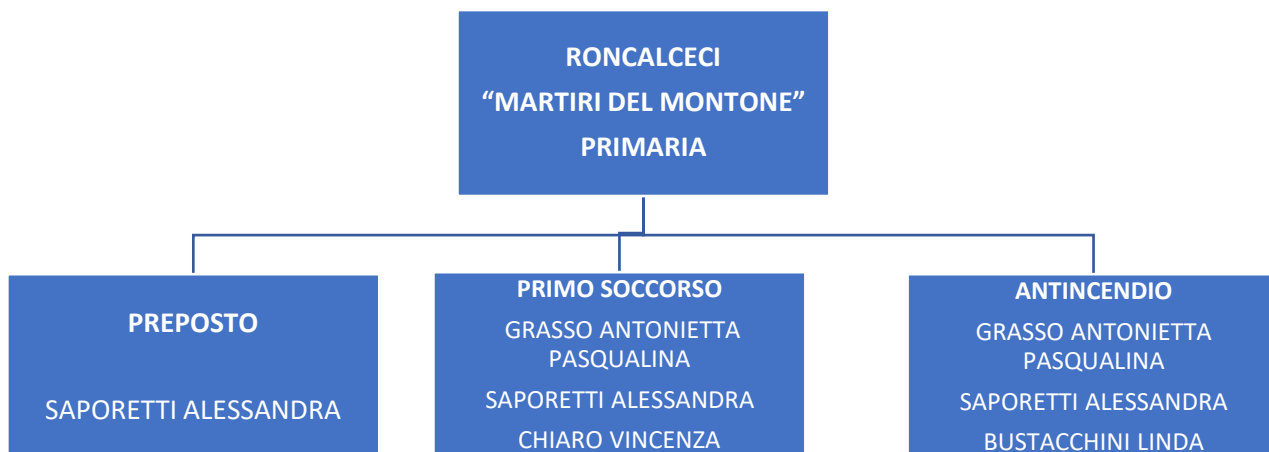 RONCALCECI
“MARTIRI DEL MONTONE”
PRIMARIA
PREPOSTO
SAPORETTI ALESSANDRA
PRIMO SOCCORSO
GRASSO ANTONIETTA
PASQUALINA
SAPORETTI ALESSANDRA
CHIARO VINCENZA
ANTINCENDIO
GRASSO ANTONIETTA
PASQUALINA
SAPORETTI ALESSANDRA
BUSTACCHINI LINDA